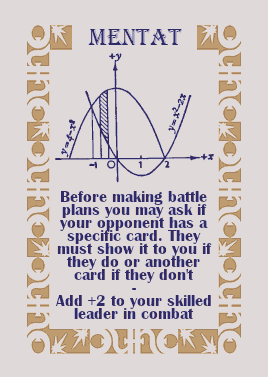 MENTAT
+y
y=4-x²
y=x²-2x
-1 O 1 2 +x
Before making battle
plans you may ask if
your opponent has a
specific card. They
must show it to you if
they do or another
card if they don't
-
Add +2 to your skilled
leader in combat